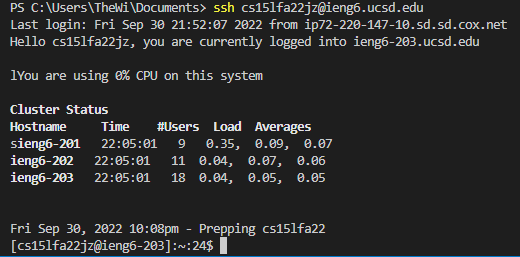 PS C:\Users\TheWi\Documents> ssh cs15lfa22jz@ieng6.ucsd.edu
Last login: Fri Sep 30 21:52:07 2022 from ip72-220-147-10.sd.sd.cox.net
Hello cs15lfa22jz, you are currently logged into ieng6-203.ucsd.edu
lYou are using 0% CPU on this system
Cluster Status
Hostname Time #Users Load Averages
sieng6-201 22:05:01 9 0.35, 0.09, 0.07
ieng6-202 22:05:01 11 0.04, 0.07, 0.06
ieng6-203 22:05:01 18 0.04, 0.05, 0.05
Fri Sep 30, 2022 10:08pm - Prepping cs15lfa22
[cs15lfa22jz@ieng6-203]:~:24$